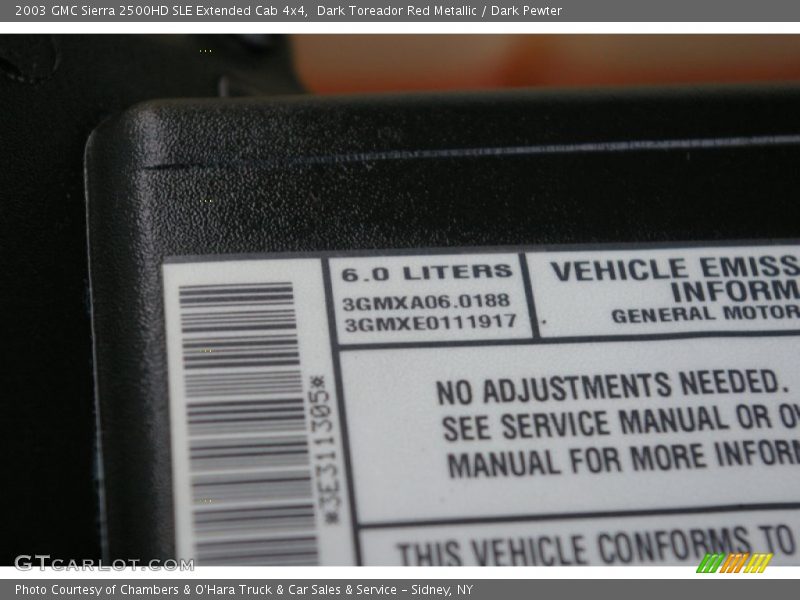 2003 GMC Sierra 2500HD SLE Extended Cab 4x4,  Dark Toreador Red Metallic / Dark Pewter
6.0 LITERS
3GMXA06.0188
3GMXE0111917
VEHICLE EMISS
INFORM
GENERAL MOTOR
*3E311305*
NO ADJUSTMENTS NEEDED.
SEE SERVICE MANUAL OR OW
MANUAL FOR MORE INFORM
THIS VEHICLE CONFORMS TO
GTCARLOT.COM
Photo Courtesy of Chambers & O'Hara Truck & Car Sales & Service – Sidney, NY